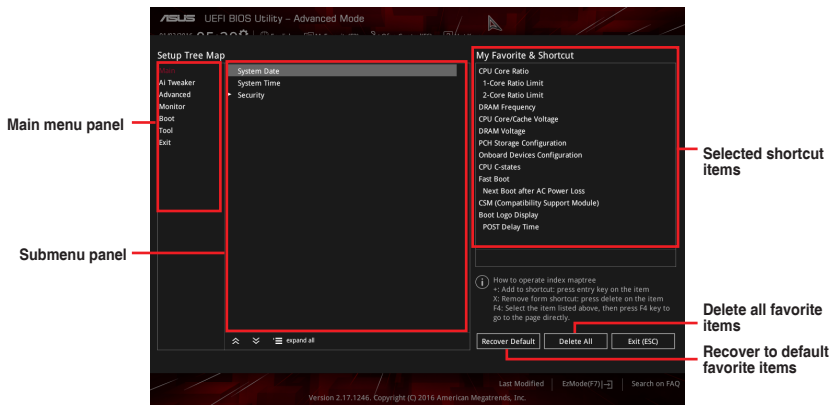 ASUS UEFI BIOS Utility – Advanced Mode
Setup Tree Map
My Favorite & Shortcut
Main
Ai Tweaker
Advanced
Monitor
Boot
Tool
Exit
System Date
System Time
Security
CPU Core Ratio
1-Core Ratio Limit
2-Core Ratio Limit
DRAM Frequency
CPU Core/Cache Voltage
DRAM Voltage
PCH Storage Configuration
Onboard Devices Configuration
CPU C-states
Fast Boot
Next Boot after AC Power Loss
CSM (Compatibility Support Module)
Boot Logo Display
POST Delay Time
Main menu panel
Submenu panel
Selected shortcut
items
How to operate index maptree
+: Add to shortcut: press entry key on the item
X: Remove form shortcut: press delete on the item
F4: Select the item listed above, then press F4 key to
go to the page directly.
Delete all favorite
items
expand all
Recover Default
Delete All
Exit (ESC)
Recover to default
favorite items
Last Modified
EzMode(F7)
Search on FAQ
Version 2.17.1246. Copyright (C) 2016 American Megatrends, Inc.